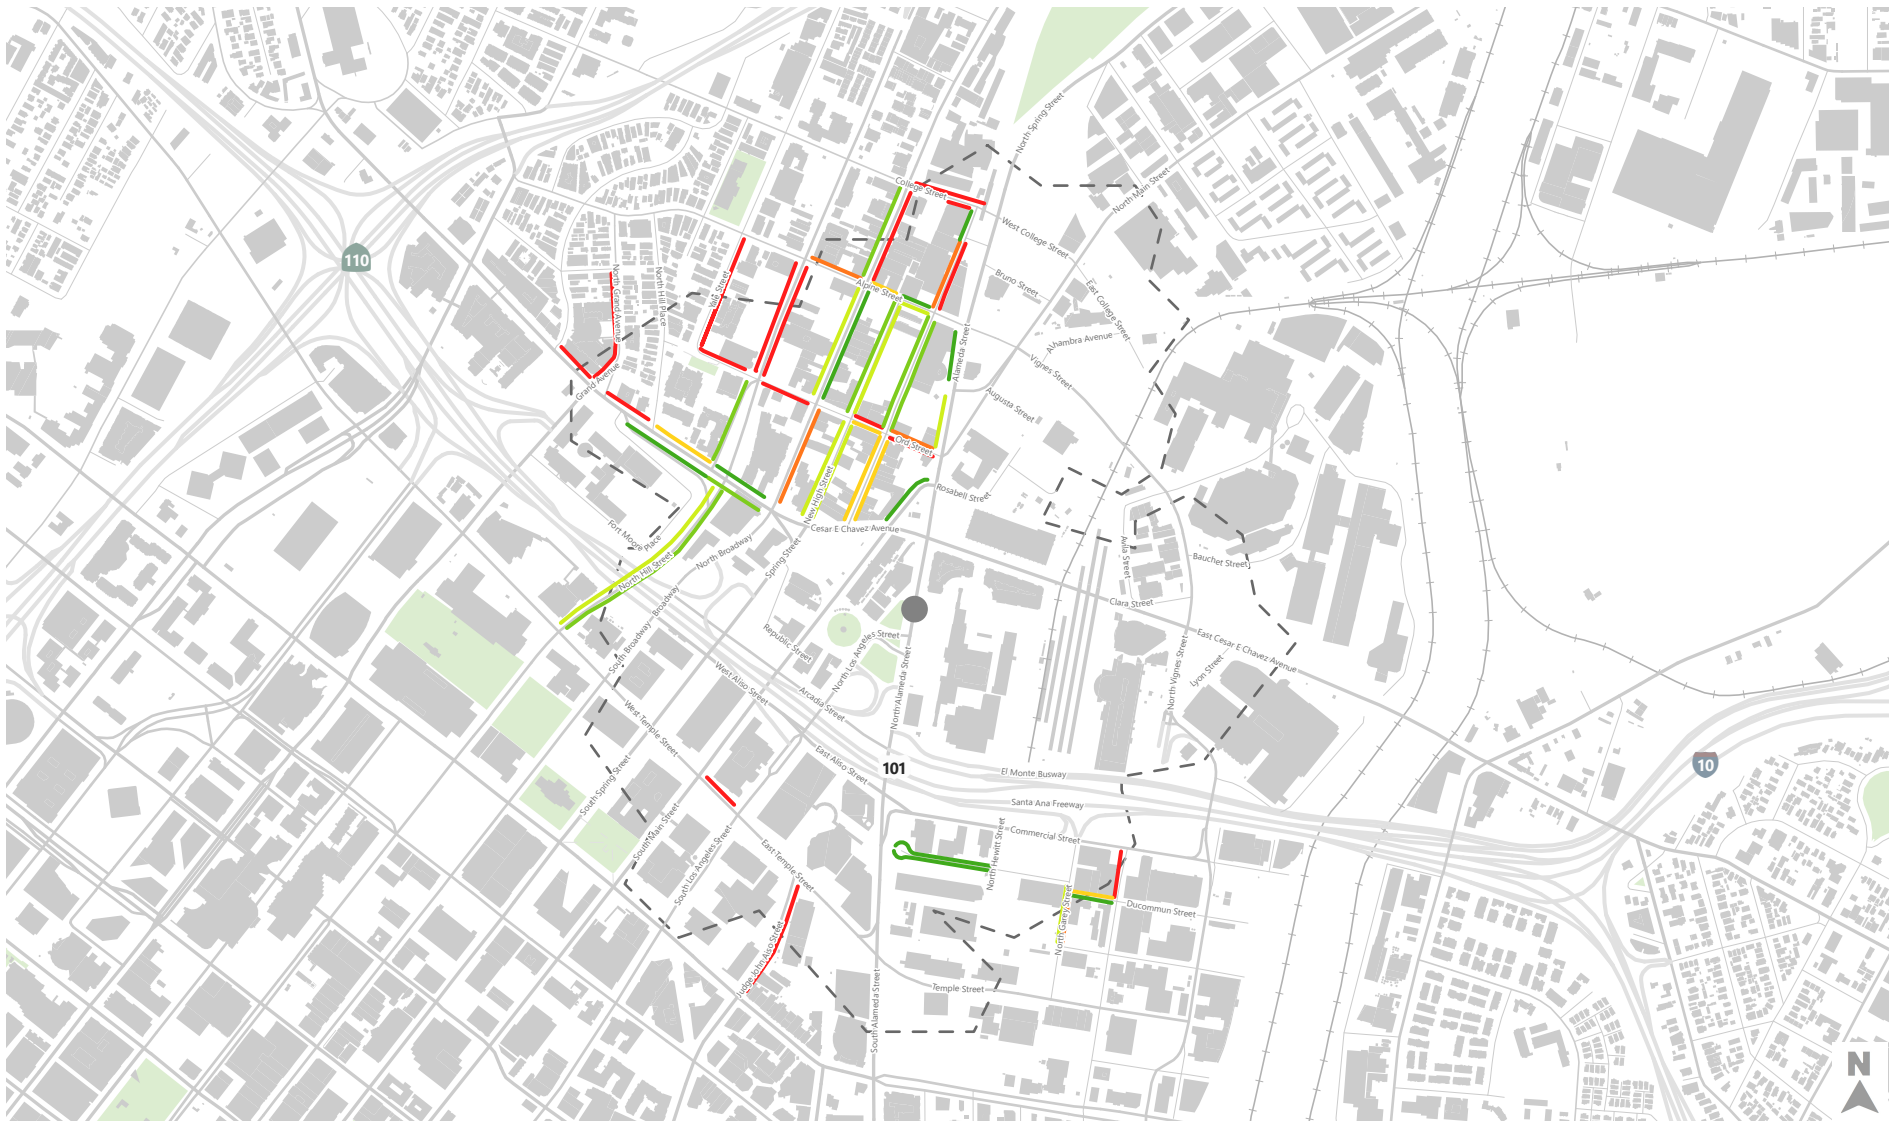 North Spring Street
College Street
North Main Street
West College Street
110
North Grand Avenue
North Hill Place
Yale Street
Bruno Street
Alpine Street
East College Street
Alhambra Avenue
Alameda Street
Vignes Street
Grand Avenue
Augusta Street
Ord Street
New High Street
Rosabell Street
Cesar E Chavez Avenue
Fort Moore Place
North Broadway
Spring Street
North Hill Street
Avila Street
Bauchet Street
Clara Street
South Broadway
Broadway
Republic Street
North Los Angeles Street
East Cesar E Chavez Avenue
Lyon Street
North Vignes Street
West Aliso Street
Arcadia Street
North Alameda Street
West Temple Street
East Aliso Street
101
El Monte Busway
10
South Spring Street
Santa Ana Freeway
South Main Street
Commercial Street
North Hewitt Street
South Los Angeles Street
East Temple Street
Ducommun Street
North Garey Street
Judge John Aliso Street
Temple Street
South Alameda Street
N